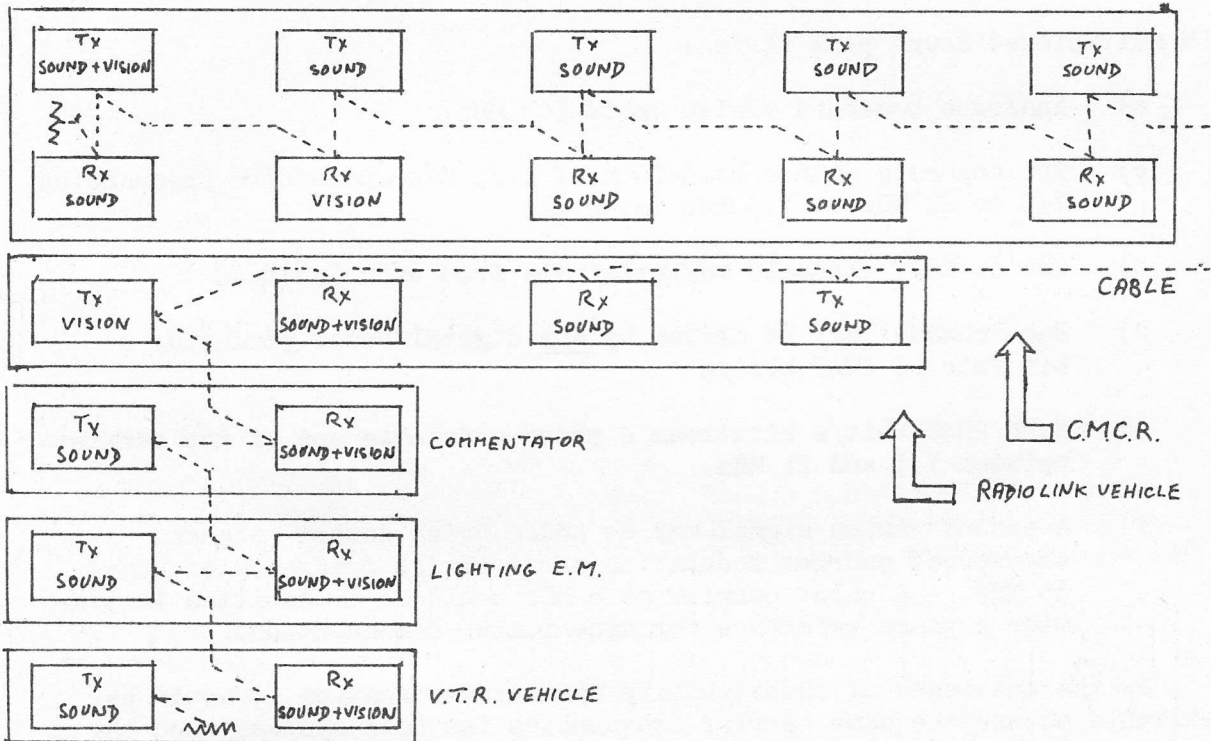 Tx
SOUND+VISION
Tx
SOUND
Tx
SOUND
Tx
SOUND
Tx
SOUND
Rx
SOUND
Rx
VISION
Rx
SOUND
Rx
SOUND
Rx
SOUND
Tx
VISION
Rx
SOUND+VISION
Rx
SOUND
Tx
SOUND
CABLE
C.M.C.R.
RADIO LINK VEHICLE
Tx
SOUND
Rx
SOUND+VISION
COMMENTATOR
Tx
SOUND
Rx
SOUND+VISION
LIGHTING E.M.
Tx
SOUND
Rx
SOUND+VISION
V.T.R. VEHICLE